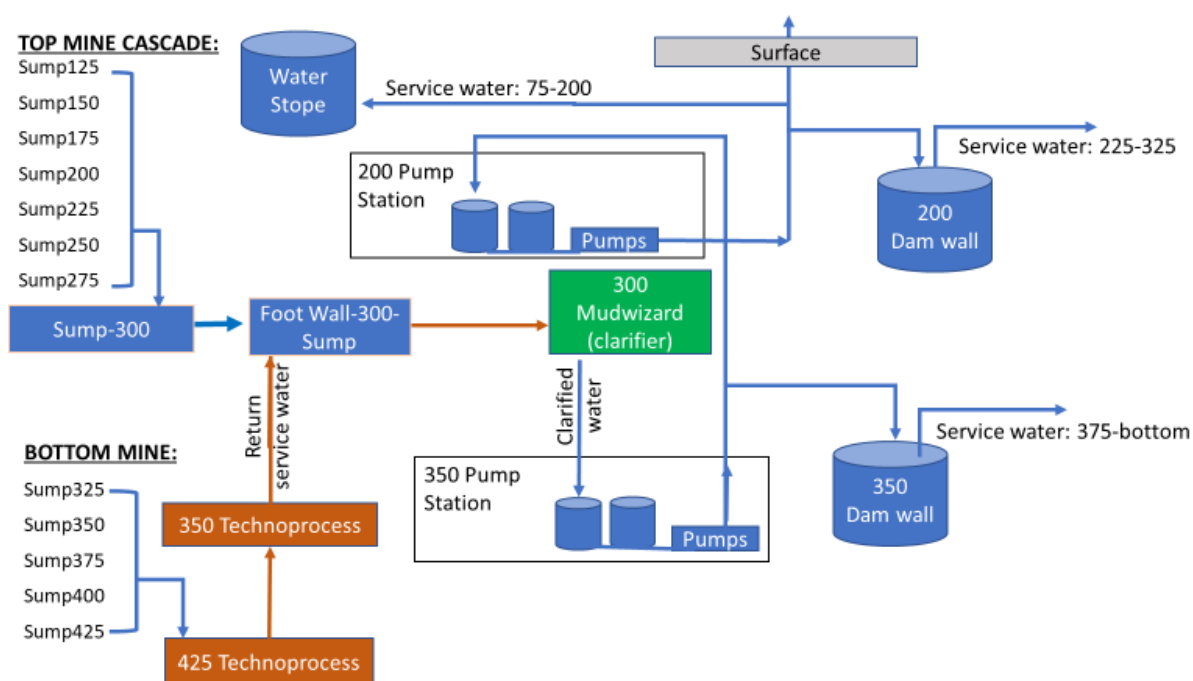 TOP MINE CASCADE:
Sump125
Sump150
Sump175
Sump200
Sump225
Sump250
Sump275
Sump-300
Water
Stope
Service water: 75-200
Surface
Service water: 225-325
200
Dam wall
200 Pump
Station
Pumps
Foot Wall-300-
Sump
300
Mudwizard
(clarifier)
Return
service water
Clarified
water
BOTTOM MINE:
Sump325
Sump350
Sump375
Sump400
Sump425
350 Technoprocess
425 Technoprocess
350 Pump
Station
Pumps
Service water: 375-bottom
350
Dam wall